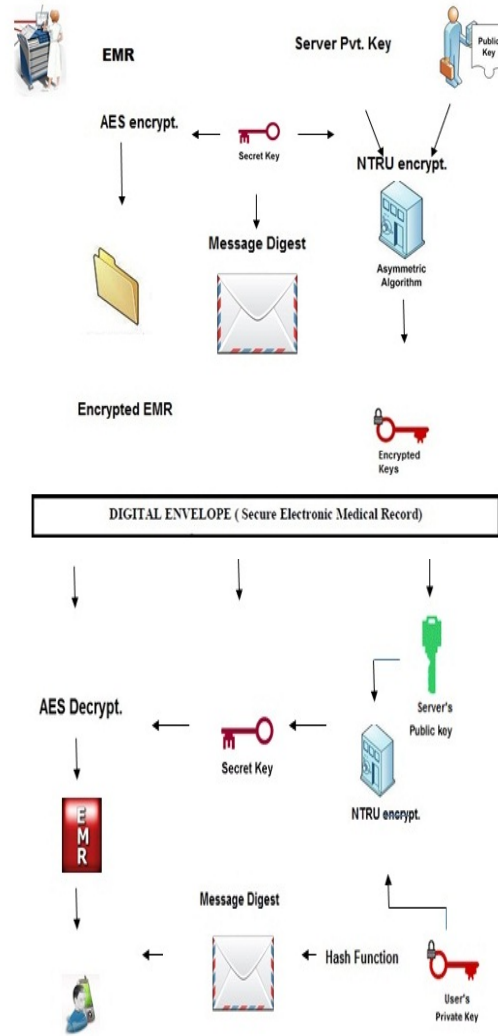 EMR
Server Pvt. Key
Public
Key
AES encrypt.
Secret Key
NTRU encrypt.
Message Digest
Asymmetric
Algorithm
Encrypted EMR
Encrypted
Keys
DIGITAL ENVELOPE ( Secure Electronic Medical Record)
Server's
Public key
AES Decrypt.
Secret Key
NTRU encrypt.
E
M
R
Message Digest
Hash Function
User's
Private Key